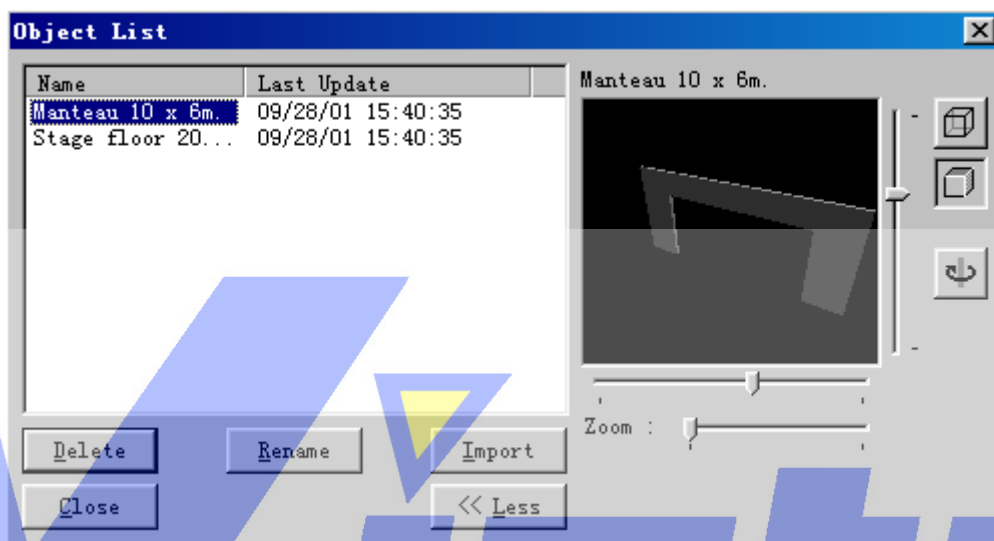 Object List
Name Last Update
Manteau 10 x 6m. 09/28/01 15:40:35
Stage floor 20... 09/28/01 15:40:35
Manteau 10 x 6m.
Zoom :
Delete Rename Import
Close << Less